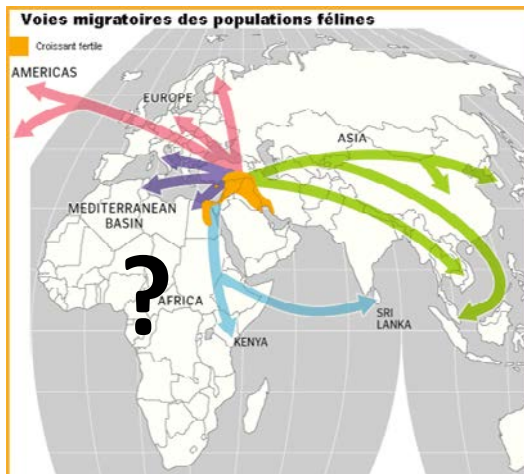 Voies migratoires des populations félines
Croissant fertile
AMERICAS
EUROPE
ASIA
MEDITERRANEAN
BASIN
?
AFRICA
SRI
LANKA
KENYA